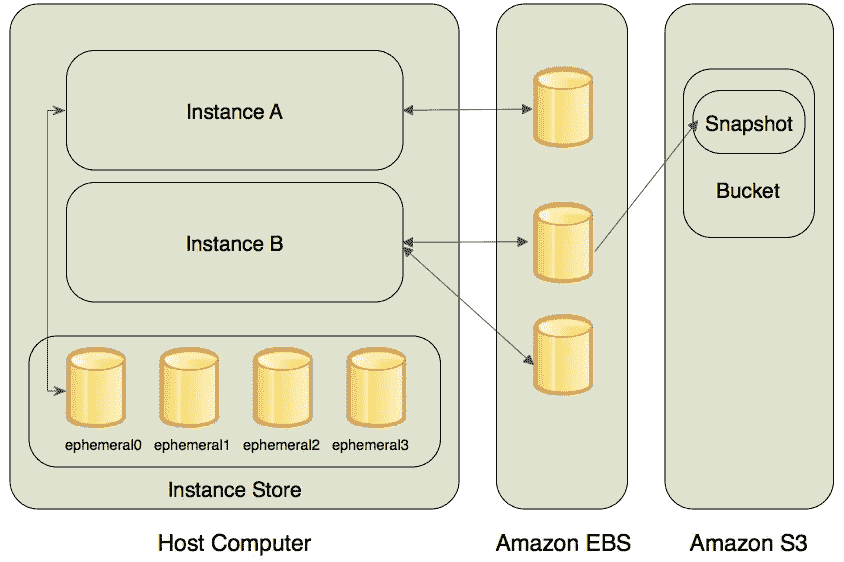 Instance A
Instance B
ephemeral0 ephemeral1 ephemeral2 ephemeral3
Instance Store
Host Computer
Amazon EBS
Snapshot
Bucket
Amazon S3